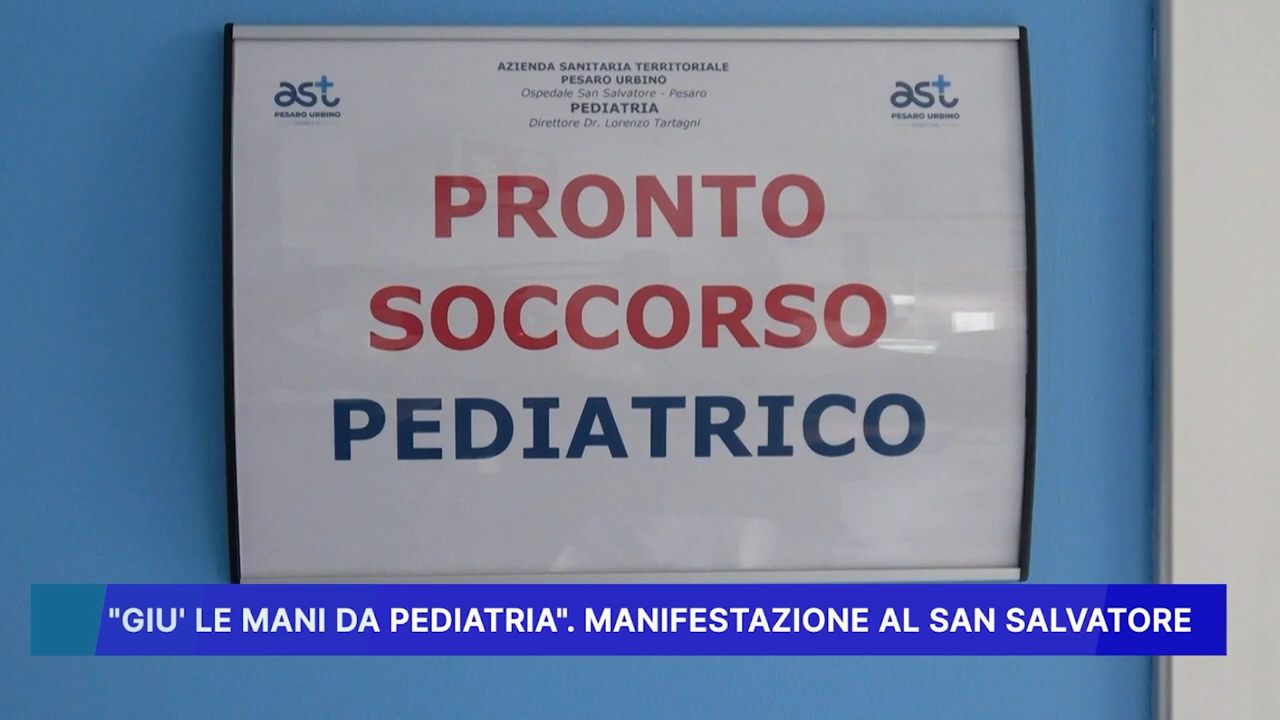 ast
PESARO URBINO
AZIENDA SANITARIA TERRITORIALE
PESARO URBINO
Ospedale San Salvatore - Pesaro
PEDIATRIA
Direttore Dr. Lorenzo Tartagni
ast
PESARO URBINO
PRONTO
SOCCORSO
PEDIATRICO
"GIU' LE MANI DA PEDIATRIA". MANIFESTAZIONE AL SAN SALVATORE